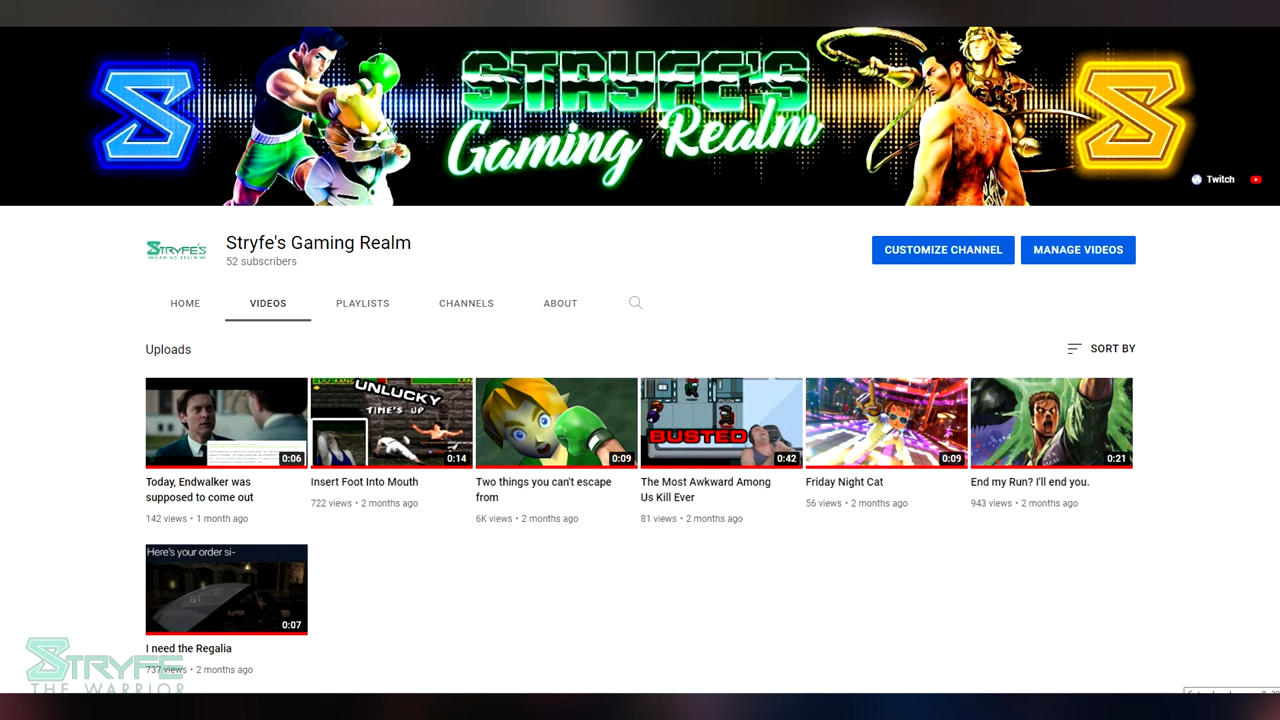 STRYFE'S
Gaming Realm
Twitch
STRYFE'S
GAMING REALM
Stryfe's Gaming Realm
52 subscribers
CUSTOMIZE CHANNEL
MANAGE VIDEOS
HOME
VIDEOS
PLAYLISTS
CHANNELS
ABOUT
Uploads
SORT BY
0:06
UNLUCKY
TIME'S UP
0:14
0:09
BUSTED
0:42
0:09
0:21
Today, Endwalker was
supposed to come out
142 views • 1 month ago
Insert Foot Into Mouth
722 views • 2 months ago
Two things you can't escape
from
6K views • 2 months ago
The Most Awkward Among
Us Kill Ever
81 views • 2 months ago
Friday Night Cat
56 views • 2 months ago
End my Run? I'll end you.
943 views • 2 months ago
Here's your order si-
0:07
I need the Regalia
737 views • 2 months ago
STRYFE
THE WARRIOR